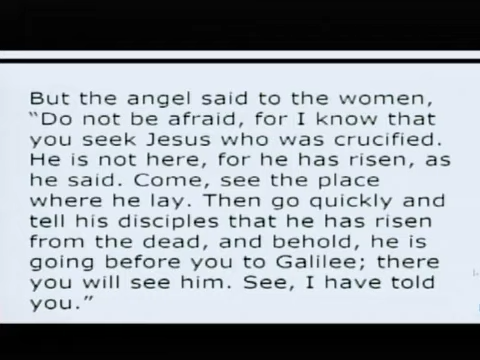 But the angel said to the women,
“Do not be afraid, for I know that
you seek Jesus who was crucified.
He is not here, for he has risen, as
he said. Come, see the place
where he lay. Then go quickly and
tell his disciples that he has risen
from the dead, and behold, he is
going before you to Galilee; there
you will see him. See, I have told
you.”